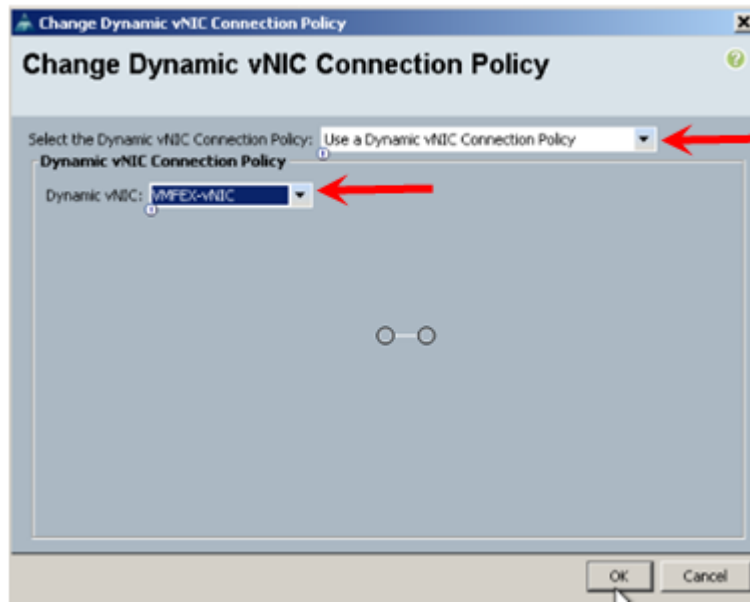 Change Dynamic vNIC Connection Policy
Change Dynamic vNIC Connection Policy
Select the Dynamic vNIC Connection Policy: Use a Dynamic vNIC Connection Policy
Dynamic vNIC Connection Policy
Dynamic vNIC: VMFEX-vNIC
OK Cancel